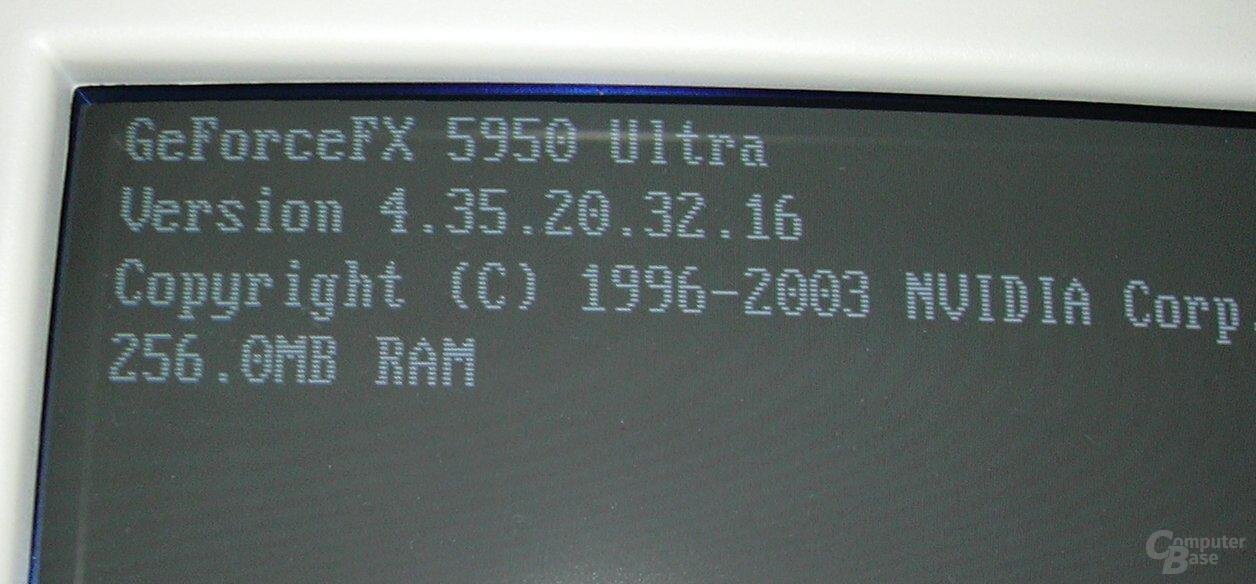 GeForceFX 5950 Ultra
Version 4.35.20.32.16
Copyright (C) 1996-2003 NVIDIA Corp
256.0MB RAM
Computer
Base